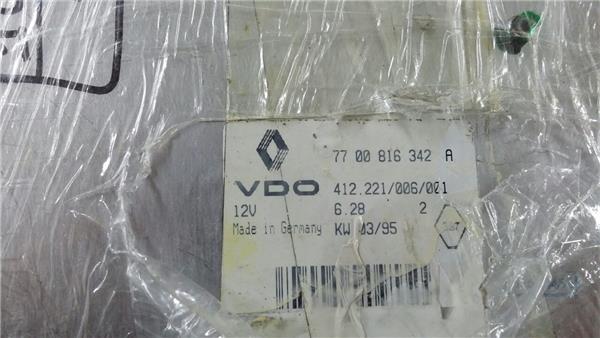 77 00 816 342 A
VDO 412.221/006/001
12V 6.28 2
Made in Germany KW 03/95